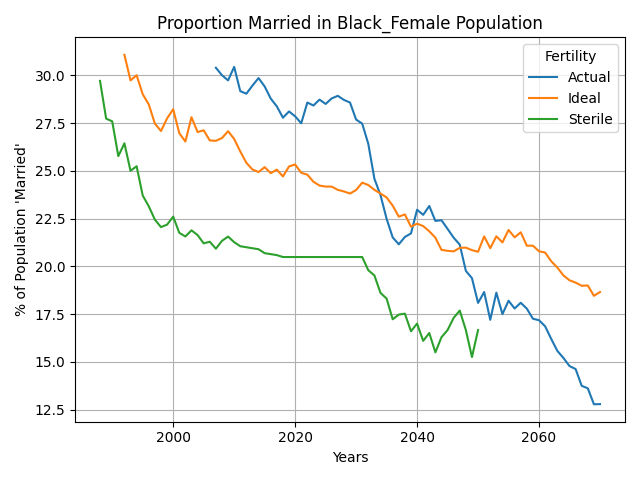 Proportion Married in Black_Female Population
Fertility
Actual
Ideal
Sterile
% of Population 'Married'
30.0
27.5
25.0
22.5
20.0
17.5
15.0
12.5
2000
2020
2040
2060
Years